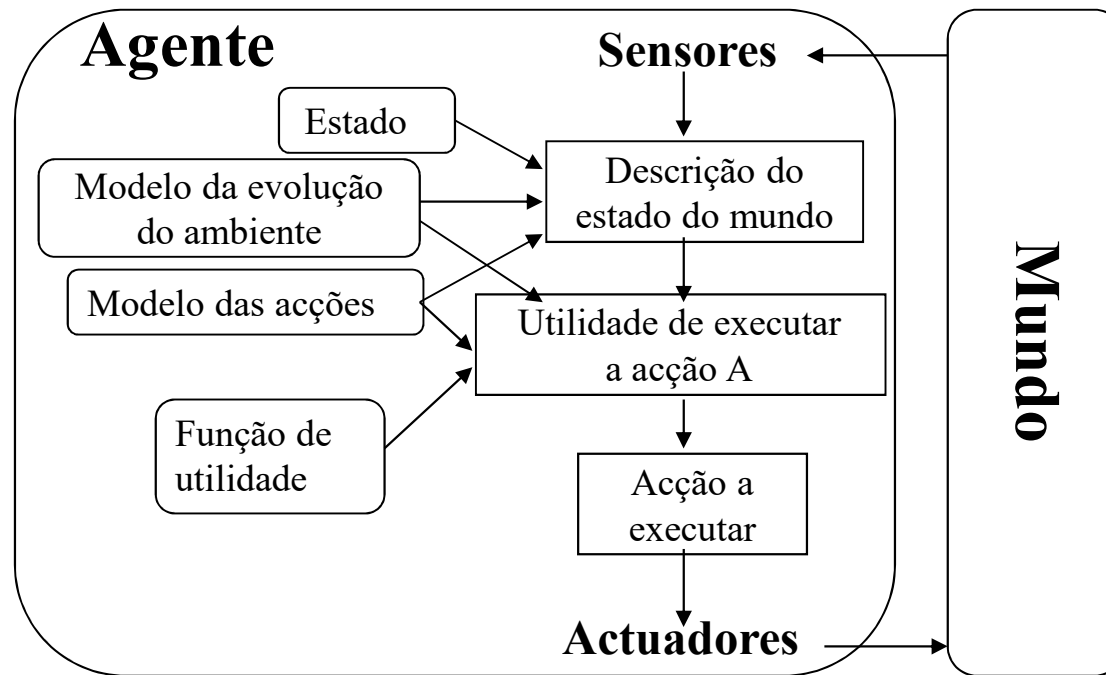 Agente
Sensores
Estado
Descrição do
estado do mundo
Modelo da evolução
do ambiente
Modelo das acções
Utilidade de executar
a acção A
Função de
utilidade
Acção a
executar
Actuadores
Mundo